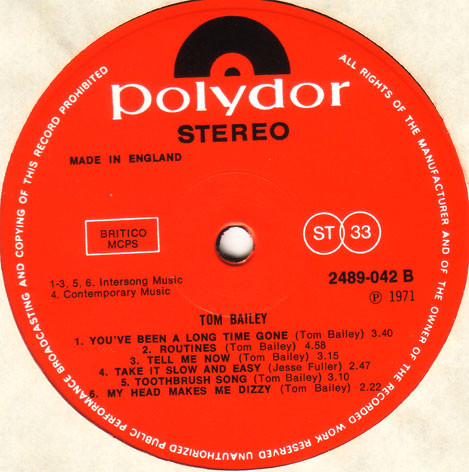 polydor
STEREO
MADE IN ENGLAND
BRITICO
MCPS
ST 33
1-3, 5, 6. Intersong Music
4. Contemporary Music
2489-042 B
℗ 1971
TOM BAILEY
1. YOU'VE BEEN A LONG TIME GONE (Tom Bailey) 3.40
2. ROUTINES (Tom Bailey) 4.58
3. TELL ME NOW (Tom Bailey) 3.15
4. TAKE IT SLOW AND EASY (Jesse Fuller) 2.47
5. TOOTHBRUSH SONG (Tom Bailey) 3.10
6. MY HEAD MAKES ME DIZZY (Tom Bailey) 2.22
ALL RIGHTS OF THE MANUFACTURER AND OF THE OWNER OF THE RECORDED WORK RESERVED UNAUTHORIZED PUBLIC PERFORMANCE BROADCASTING AND COPYING OF THIS RECORD PROHIBITED